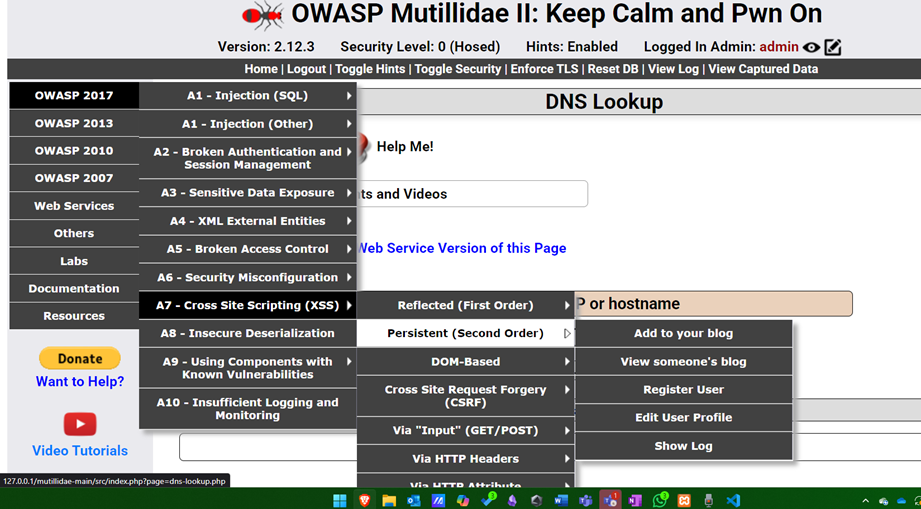 OWASP Mutillidae II: Keep Calm and Pwn On
Version: 2.12.3 Security Level: 0 (Hosed) Hints: Enabled Logged In Admin: admin
Home | Logout | Toggle Hints | Toggle Security | Enforce TLS | Reset DB | View Log | View Captured Data
OWASP 2017
OWASP 2013
OWASP 2010
OWASP 2007
Web Services
Others
Labs
Documentation
Resources
Donate
Want to Help?
Video Tutorials
A1 - Injection (SQL)
A1 - Injection (Other)
A2 - Broken Authentication and
Session Management
A3 - Sensitive Data Exposure
A4 - XML External Entities
A5 - Broken Access Control
A6 - Security Misconfiguration
A7 - Cross Site Scripting (XSS)
A8 - Insecure Deserialization
A9 - Using Components with
Known Vulnerabilities
A10 - Insufficient Logging and
Monitoring
Reflected (First Order)
Persistent (Second Order)
DOM-Based
Cross Site Request Forgery
(CSRF)
Via "Input" (GET/POST)
Via HTTP Headers
Via HTTP Attribute
Add to your blog
View someone's blog
Register User
Edit User Profile
Show Log
DNS Lookup
Help Me!
ts and Videos
Web Service Version of this Page
P or hostname
127.0.0.1/mutillidae-main/src/index.php?page=dns-lookup.php